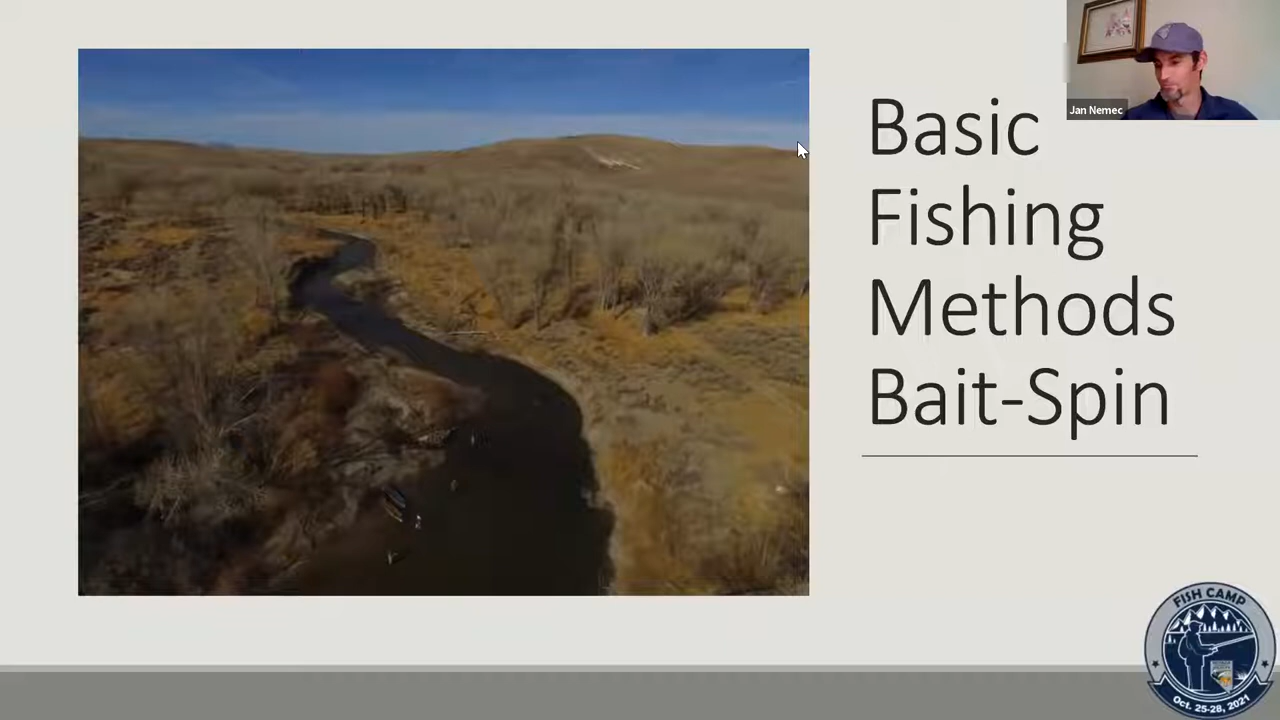 Jan Nemec
Basic
Fishing
Methods
Bait-Spin
FISH CAMP
Oct. 25-28, 2021